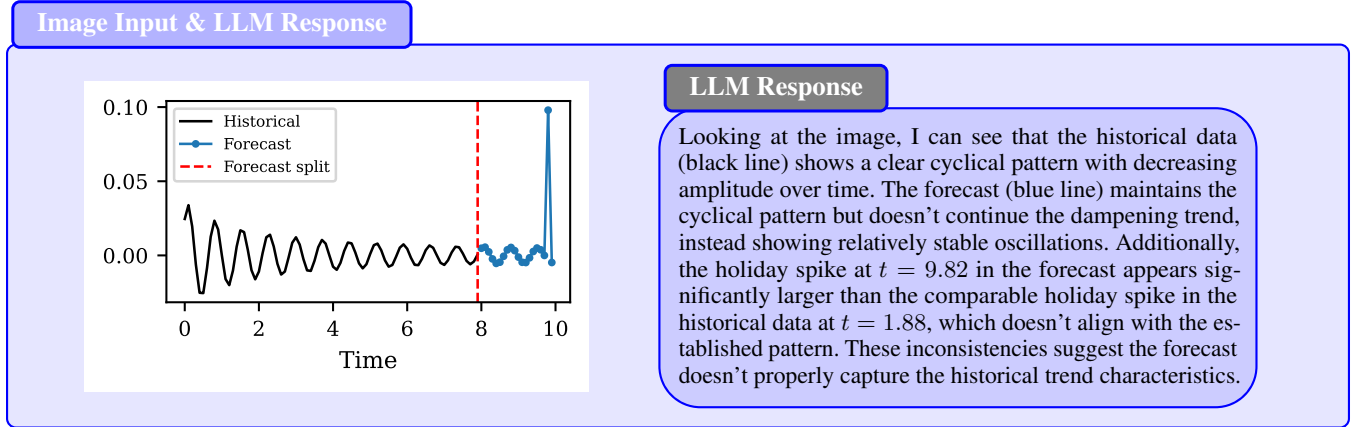 Image Input & LLM Response
0.10
0.05
0.00
Historical
Forecast
Forecast split
0 2 4 6 8 10
Time
LLM Response
Looking at the image, I can see that the historical data
(black line) shows a clear cyclical pattern with decreasing
amplitude over time. The forecast (blue line) maintains the
cyclical pattern but doesn't continue the dampening trend,
instead showing relatively stable oscillations. Additionally,
the holiday spike at t = 9.82 in the forecast appears sig-
nificantly larger than the comparable holiday spike in the
historical data at t = 1.88, which doesn't align with the es-
tablished pattern. These inconsistencies suggest the forecast
doesn't properly capture the historical trend characteristics.